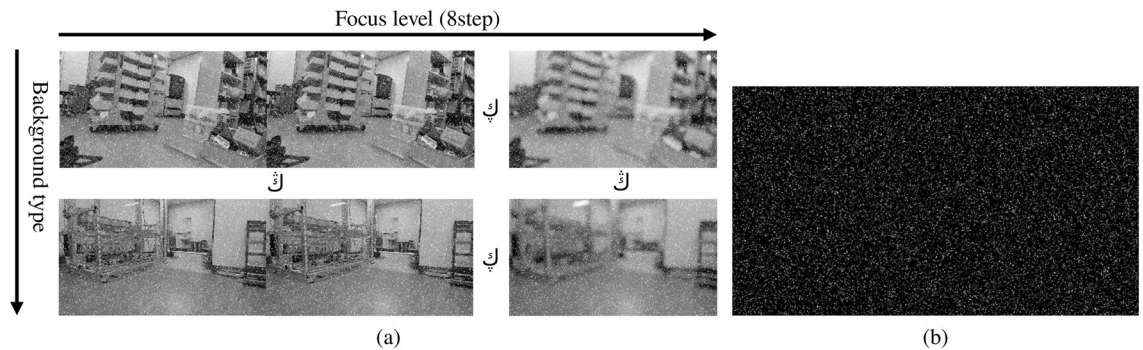 Focus level (8step)
Background type
ڮ
ڭ
ڭ
ڮ
(a)
(b)